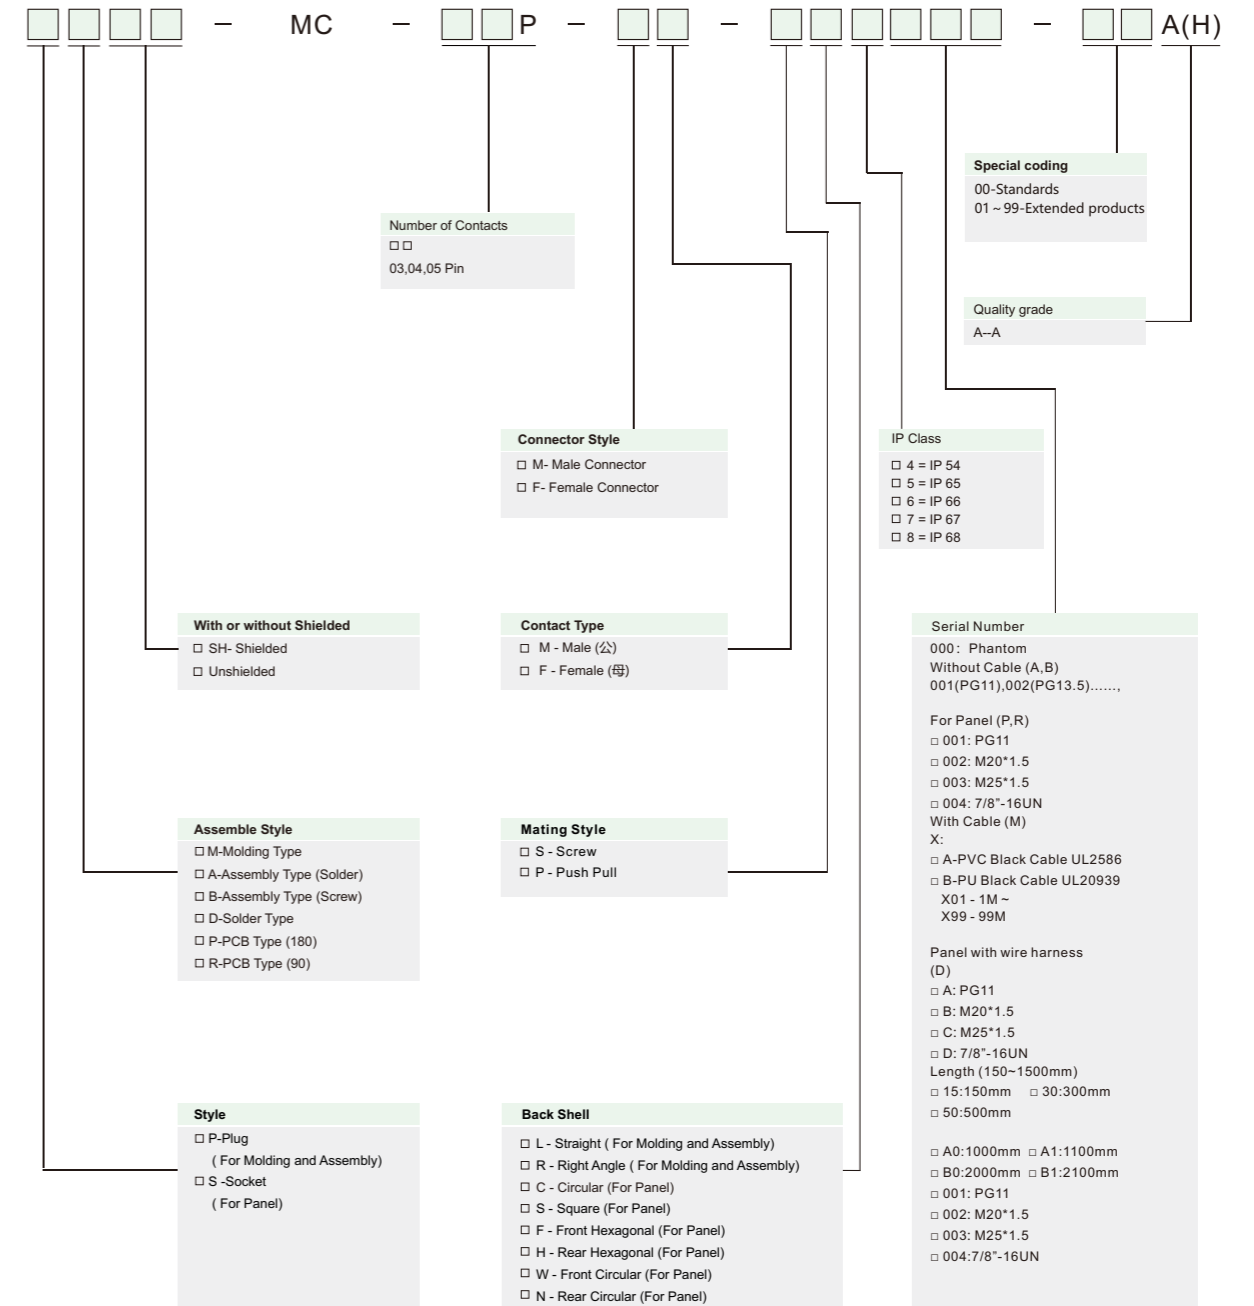 □ □ □ □ – MC – □ □ P – □ □ – □ □ □ □ □ □ – □ □ A(H)
Special coding
00-Standards
01 ~ 99-Extended products
Number of Contacts
□ □
03,04,05 Pin
Quality grade
A--A
Connector Style
□ M- Male Connector
□ F- Female Connector
IP Class
□ 4 = IP 54
□ 5 = IP 65
□ 6 = IP 66
□ 7 = IP 67
□ 8 = IP 68
With or without Shielded
□ SH- Shielded
□ Unshielded
Contact Type
□ M - Male (公)
□ F - Female (母)
Serial Number
000: Phantom
Without Cable (A,B)
001(PG11),002(PG13.5)......,
For Panel (P,R)
□ 001: PG11
□ 002: M20*1.5
□ 003: M25*1.5
□ 004: 7/8”-16UN
With Cable (M)
X:
□ A-PVC Black Cable UL2586
□ B-PU Black Cable UL20939
X01 - 1M ~
X99 - 99M
Panel with wire harness
(D)
□ A: PG11
□ B: M20*1.5
□ C: M25*1.5
□ D: 7/8”-16UN
Length (150~1500mm)
□ 15:150mm □ 30:300mm
□ 50:500mm
□ A0:1000mm □ A1:1100mm
□ B0:2000mm □ B1:2100mm
□ 001: PG11
□ 002: M20*1.5
□ 003: M25*1.5
□ 004:7/8”-16UN
Assemble Style
□ M-Molding Type
□ A-Assembly Type (Solder)
□ B-Assembly Type (Screw)
□ D-Solder Type
□ P-PCB Type (180)
□ R-PCB Type (90)
Mating Style
□ S - Screw
□ P - Push Pull
Style
□ P-Plug
( For Molding and Assembly)
□ S -Socket
( For Panel)
Back Shell
□ L - Straight ( For Molding and Assembly)
□ R - Right Angle ( For Molding and Assembly)
□ C - Circular (For Panel)
□ S - Square (For Panel)
□ F - Front Hexagonal (For Panel)
□ H - Rear Hexagonal (For Panel)
□ W - Front Circular (For Panel)
□ N - Rear Circular (For Panel)